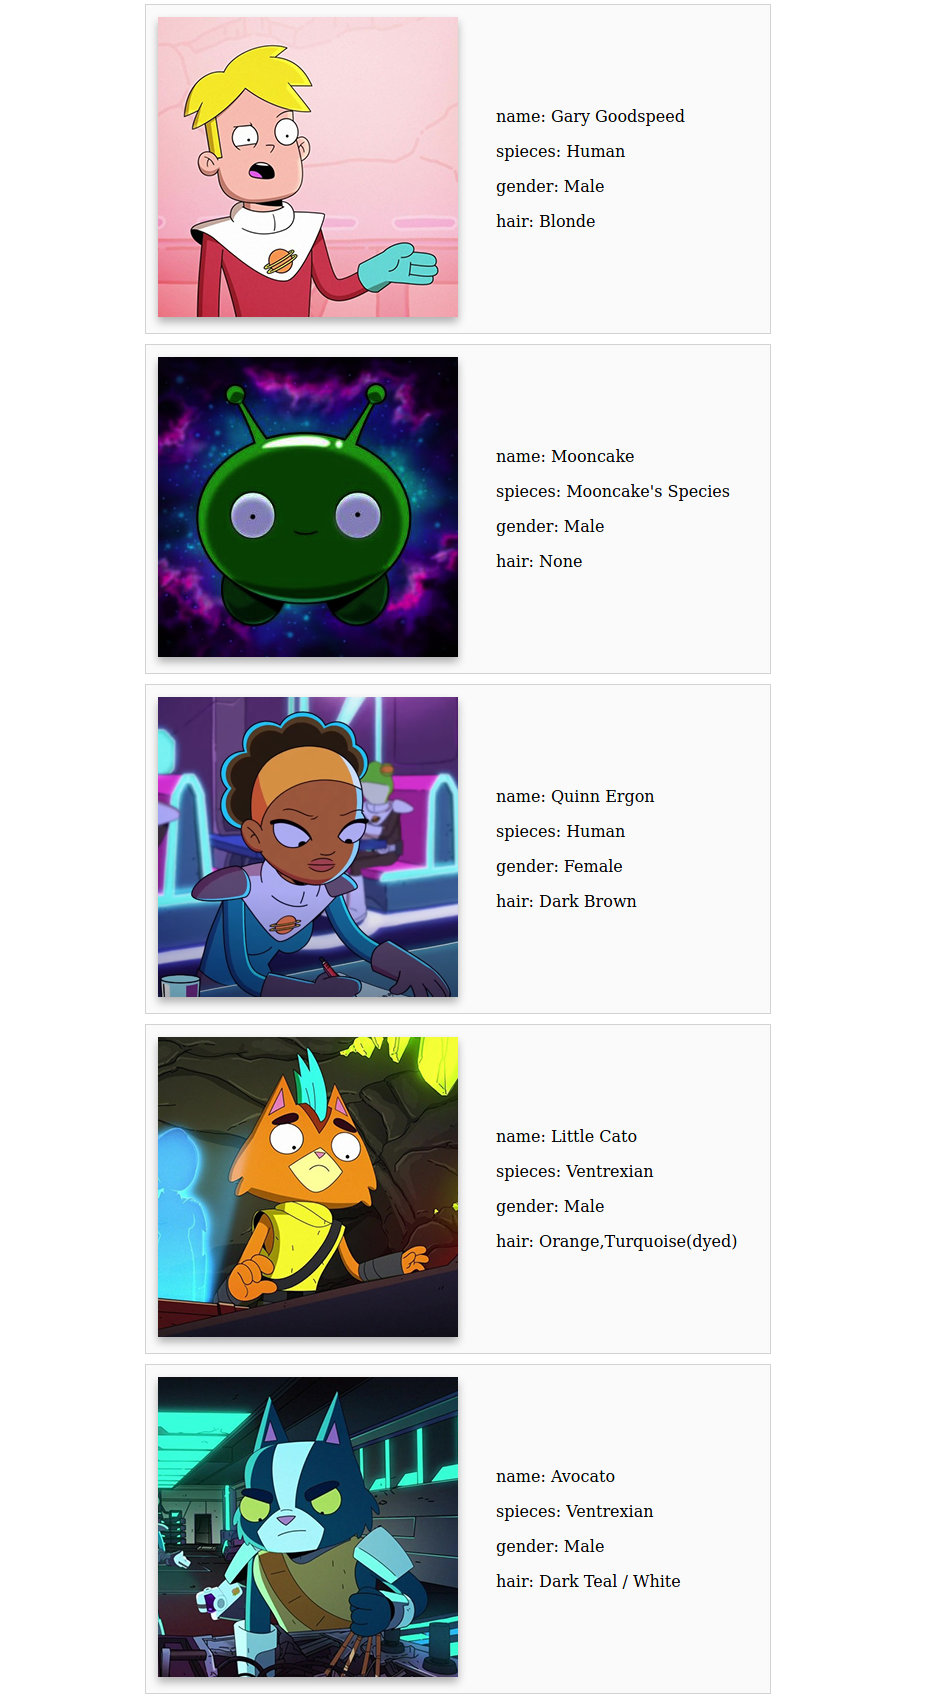 name: Gary Goodspeed
spieces: Human
gender: Male
hair: Blonde
name: Mooncake
spieces: Mooncake's Species
gender: Male
hair: None
name: Quinn Ergon
spieces: Human
gender: Female
hair: Dark Brown
name: Little Cato
spieces: Ventrexian
gender: Male
hair: Orange,Turquoise(dyed)
name: Avocato
spieces: Ventrexian
gender: Male
hair: Dark Teal / White